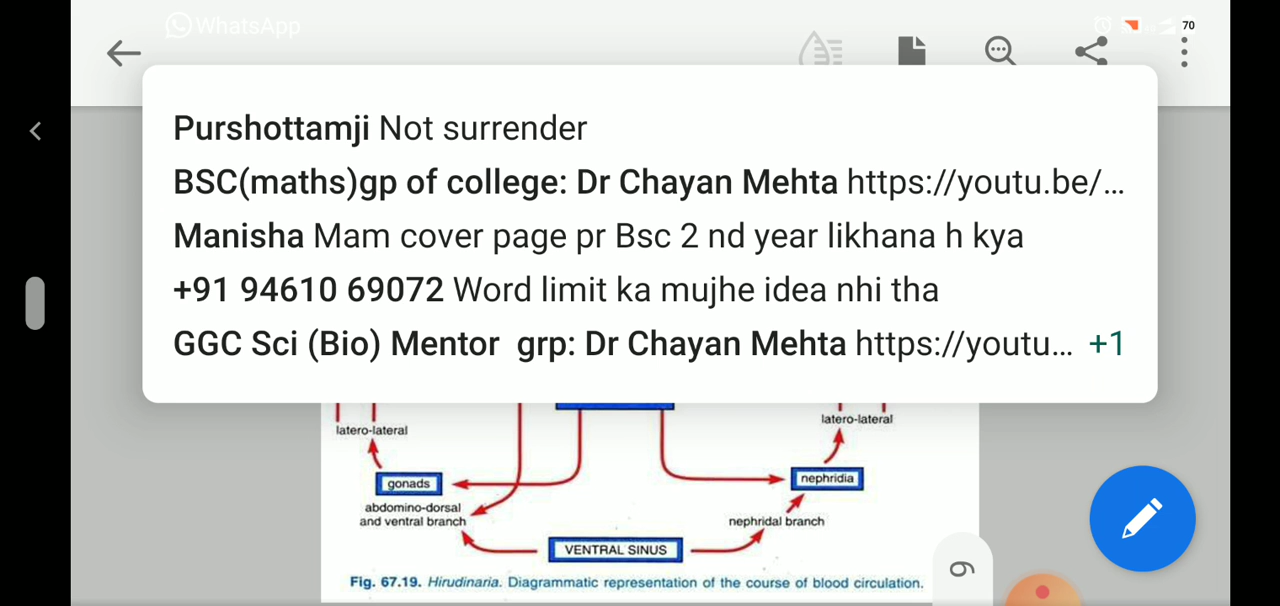 WhatsApp
70
Purshottamji Not surrender
BSC(maths)gp of college: Dr Chayan Mehta https://youtu.be/...
Manisha Mam cover page pr Bsc 2 nd year likhana h kya
+91 94610 69072 Word limit ka mujhe idea nhi tha
GGC Sci (Bio) Mentor grp: Dr Chayan Mehta https://youtu... +1
latero-lateral
latero-lateral
gonads
nephridia
abdomino-dorsal
and ventral branch
nephridal branch
VENTRAL SINUS
Fig. 67.19. Hirudinaria. Diagrammatic representation of the course of blood circulation.
6